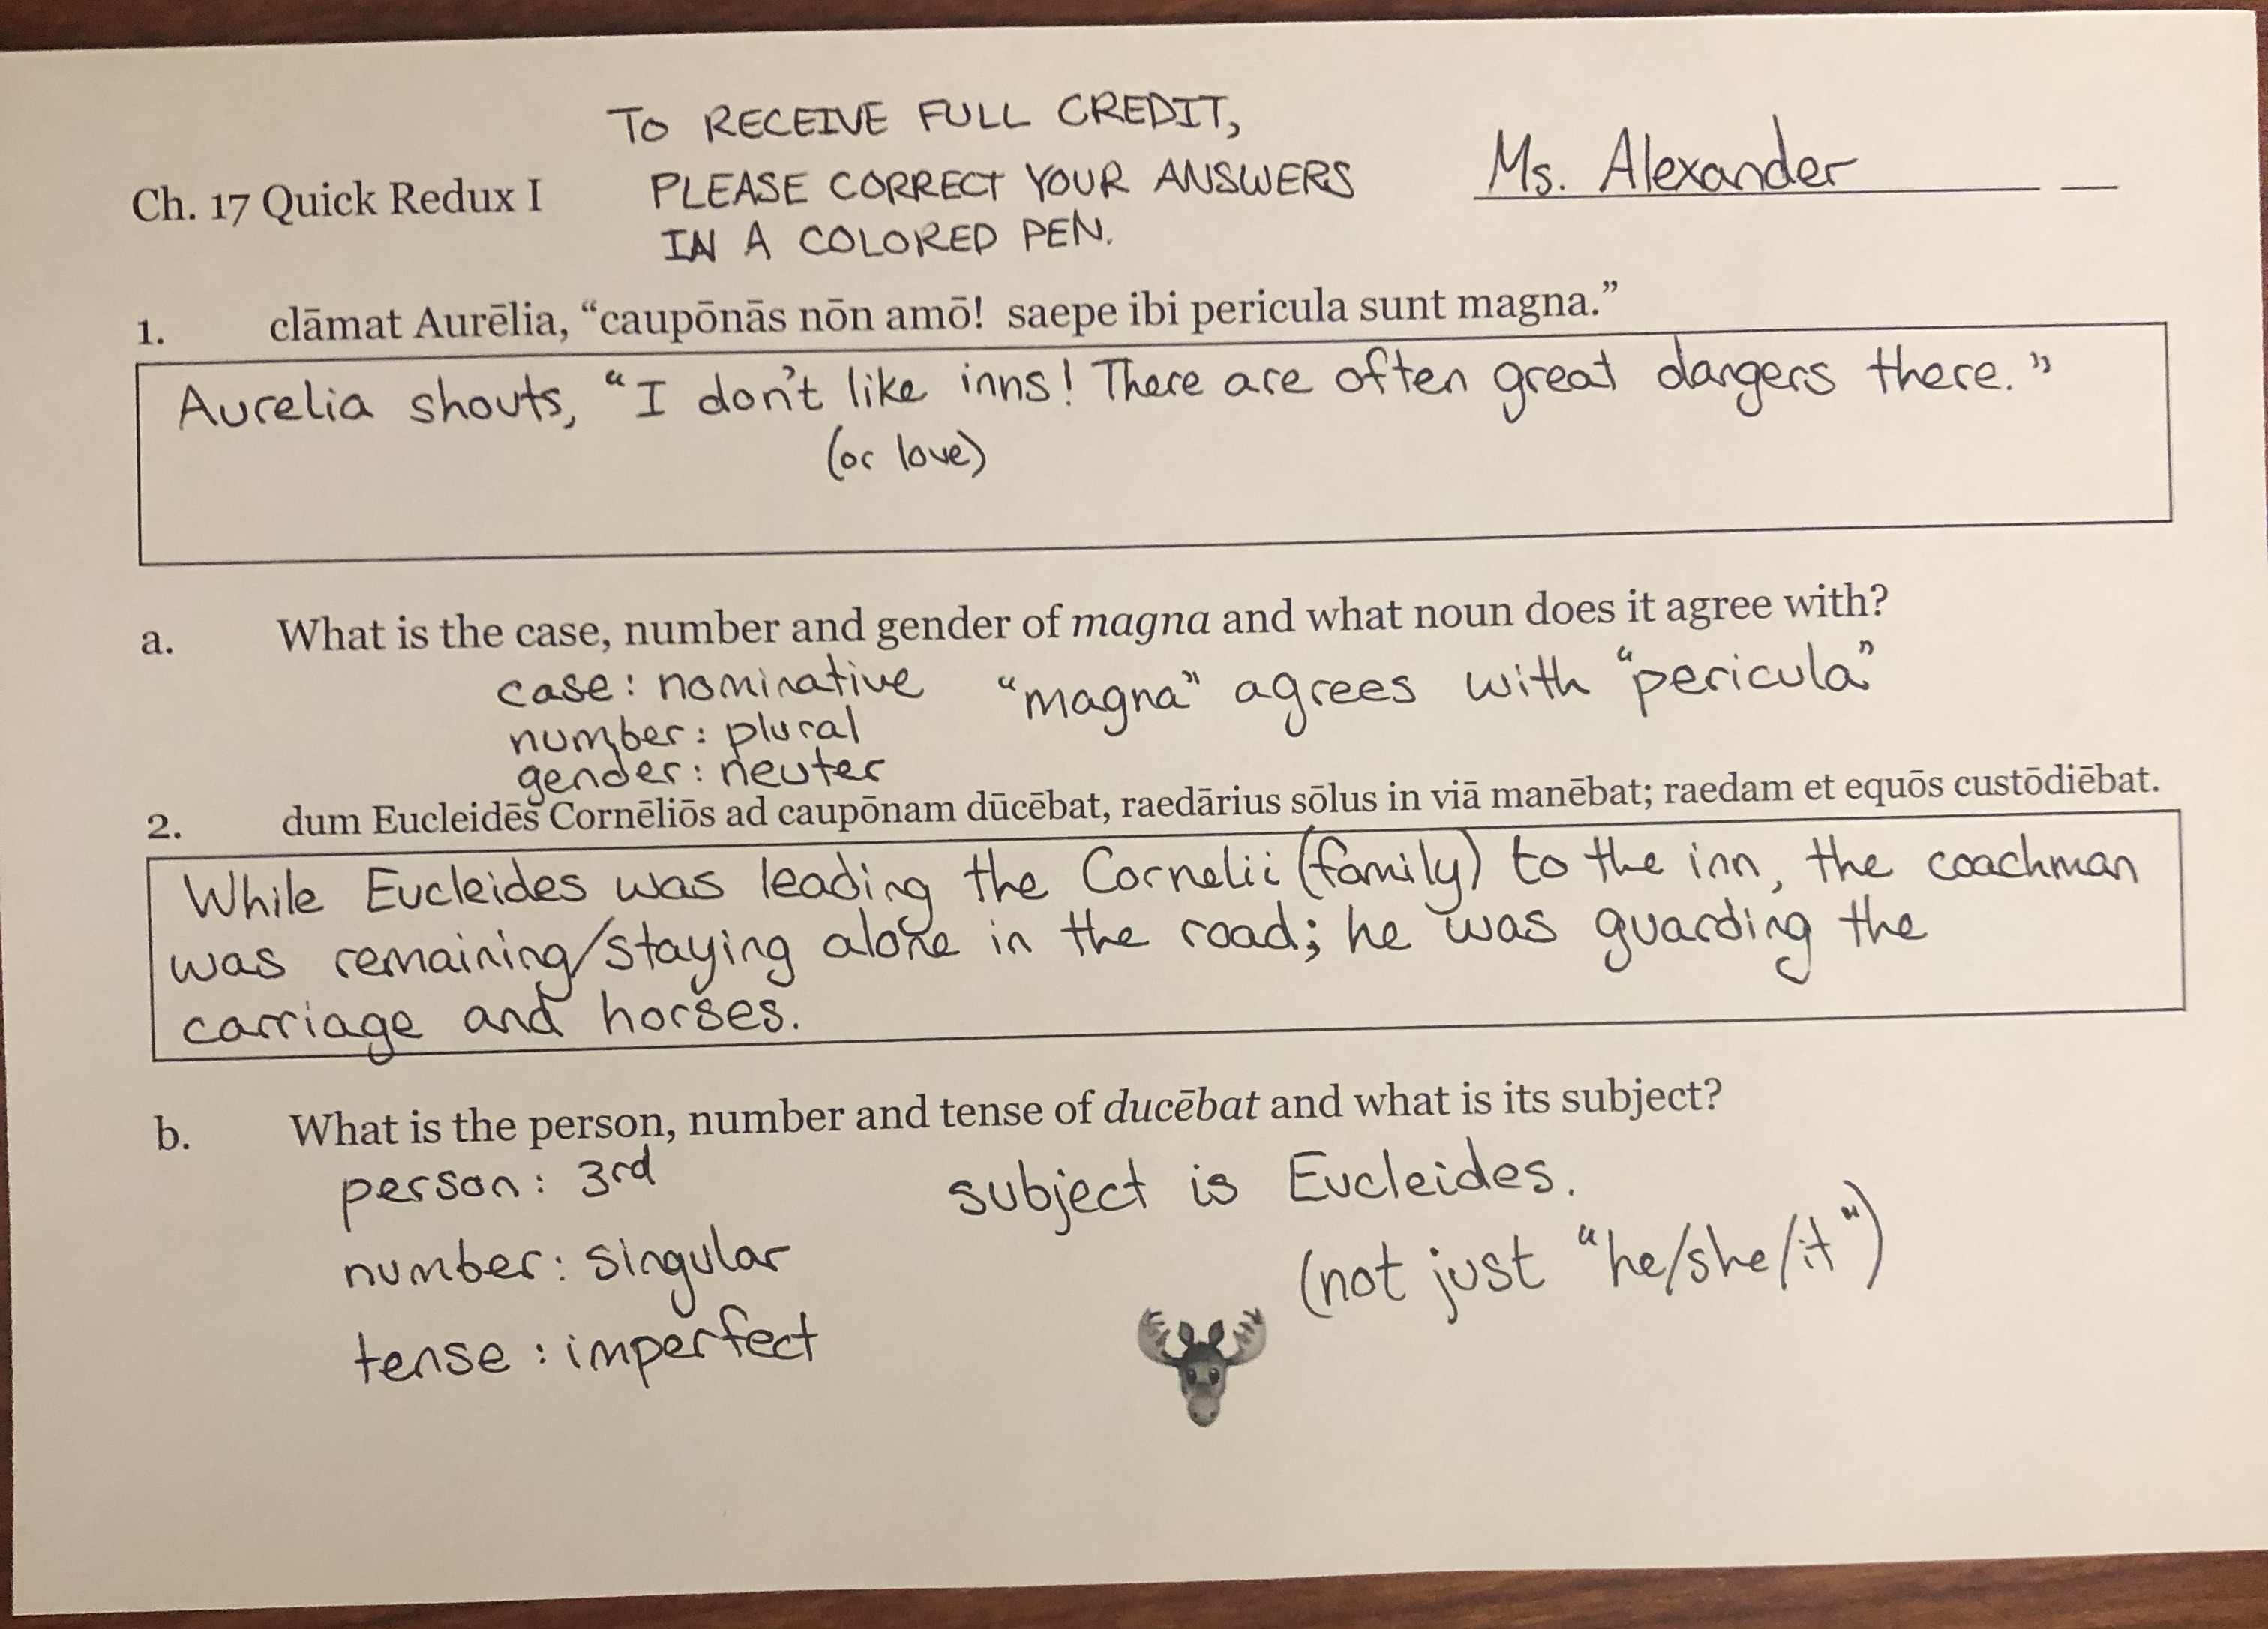 TO RECEIVE FULL CREDIT,
PLEASE CORRECT YOUR ANSWERS
IN A COLORED PEN.
Ch. 17 Quick Redux I
Ms. Alexander
1. clāmat Aurēlia, “caupōnās nōn amō! saepe ibi pericula sunt magna.”
Aurelia shouts, “I don't like inns! There are often great dangers there.”
(or love)
a. What is the case, number and gender of magna and what noun does it agree with?
case: nominative “magna” agrees with “pericula”
number: plural
gender: neuter
2. dum Eucleidēs Cornēliōs ad caupōnam dūcēbat, raedārius sōlus in viā manēbat; raedam et equōs custōdiēbat.
While Eucleides was leading the Cornelii (family) to the inn, the coachman
was remaining/staying alone in the road; he was guarding the
carriage and horses.
b. What is the person, number and tense of ducēbat and what is its subject?
person: 3rd subject is Eucleides.
number: singular (not just “he/she/it”)
tense: imperfect